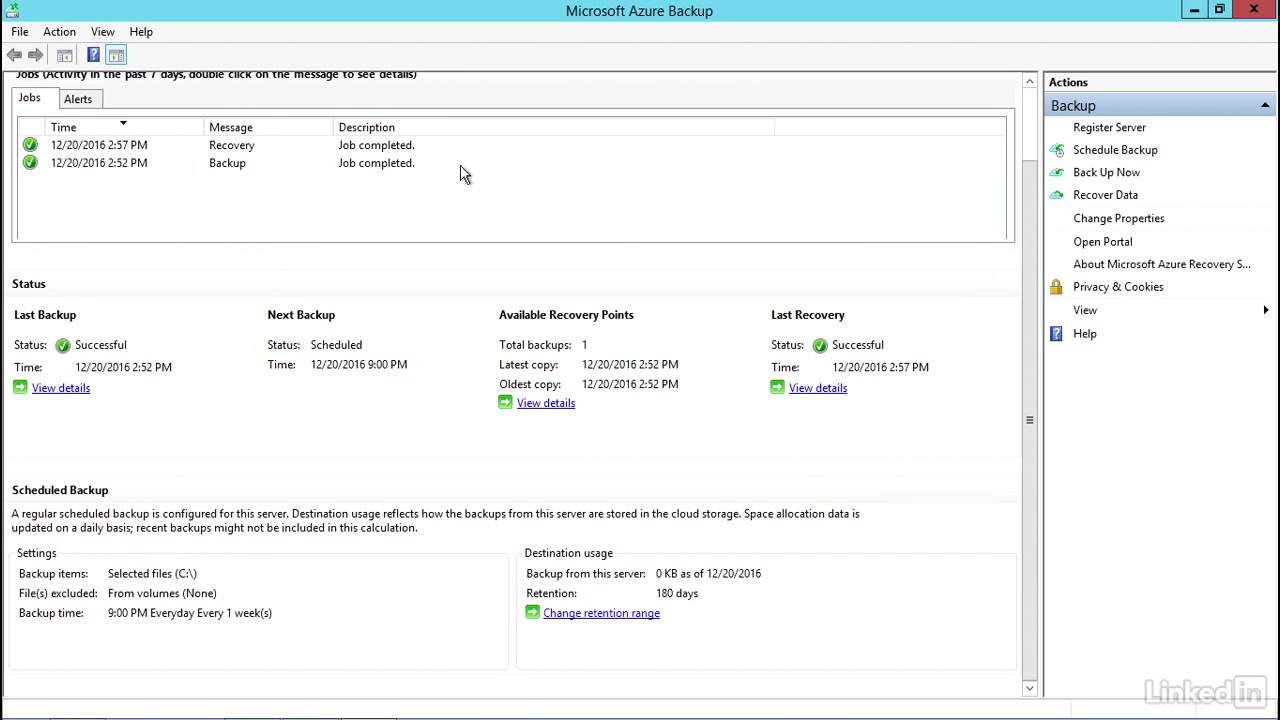 Microsoft Azure Backup
File Action View Help
Jobs (Activity in the past 7 days, double click on the message to see details)
Jobs Alerts
Time Message Description
12/20/2016 2:57 PM Recovery Job completed.
12/20/2016 2:52 PM Backup Job completed.
Status
Last Backup Next Backup Available Recovery Points Last Recovery
Status: Successful Status: Scheduled Total backups: 1 Status: Successful
Time: 12/20/2016 2:52 PM Time: 12/20/2016 9:00 PM Latest copy: 12/20/2016 2:52 PM Time: 12/20/2016 2:57 PM
Oldest copy: 12/20/2016 2:52 PM
View details View details View details
Scheduled Backup
A regular scheduled backup is configured for this server. Destination usage reflects how the backups from this server are stored in the cloud storage. Space allocation data is
updated on a daily basis; recent backups might not be included in this calculation.
Settings
Backup items: Selected files (C:\)
File(s) excluded: From volumes (None)
Backup time: 9:00 PM Everyday Every 1 week(s)
Destination usage
Backup from this server: 0 KB as of 12/20/2016
Retention: 180 days
Change retention range
Actions
Backup
Register Server
Schedule Backup
Back Up Now
Recover Data
Change Properties
Open Portal
About Microsoft Azure Recovery S...
Privacy & Cookies
View
Help
LinkedIn